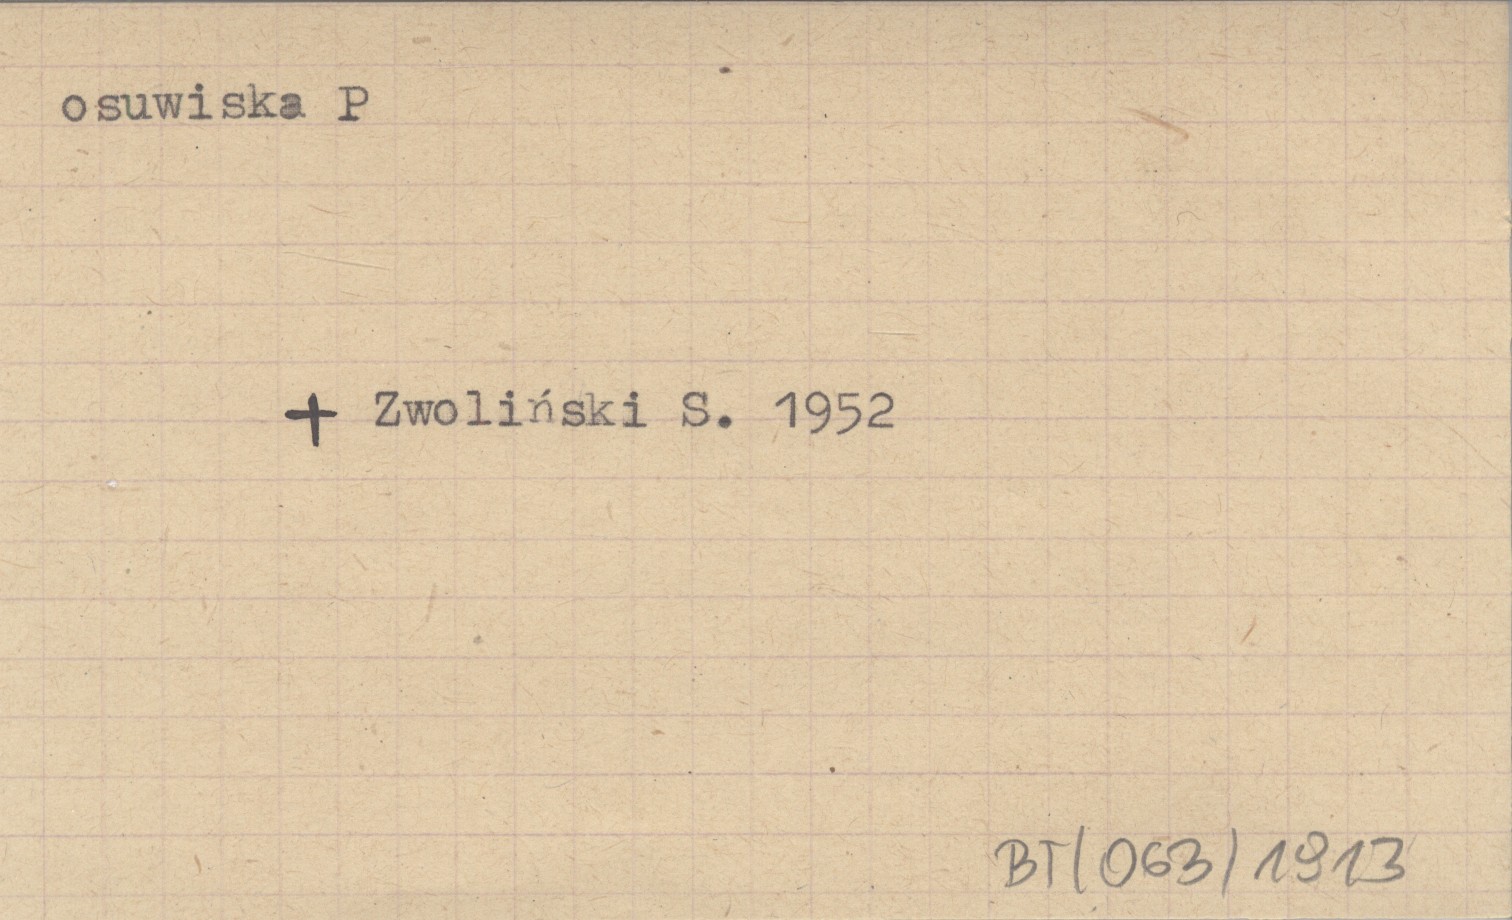 osuwiska P
+ Zwoliński S. 1952
BT(063)1913